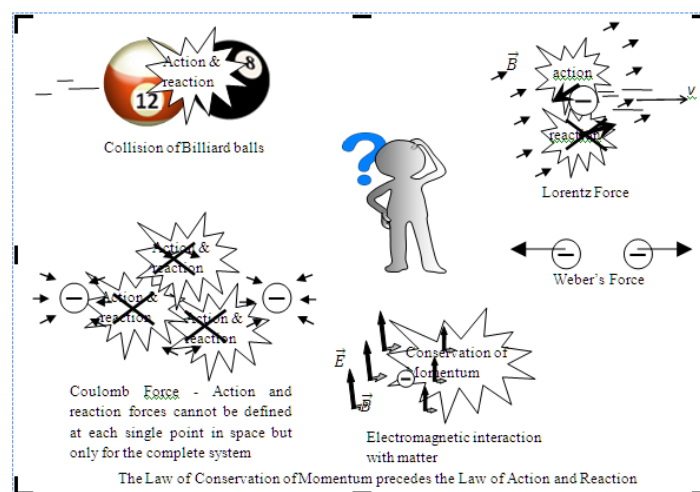 Action &
reaction
8
12
Collision of Billiard balls
B
action
v
reaction
Lorentz Force
Action &
reaction
Action &
reaction
Action &
reaction
Weber's Force
Conservation of
Momentum
E
B
Coulomb Force - Action and
reaction forces cannot be defined
at each single point in space but
only for the complete system
Electromagnetic interaction
with matter
The Law of Conservation of Momentum precedes the Law of Action and Reaction